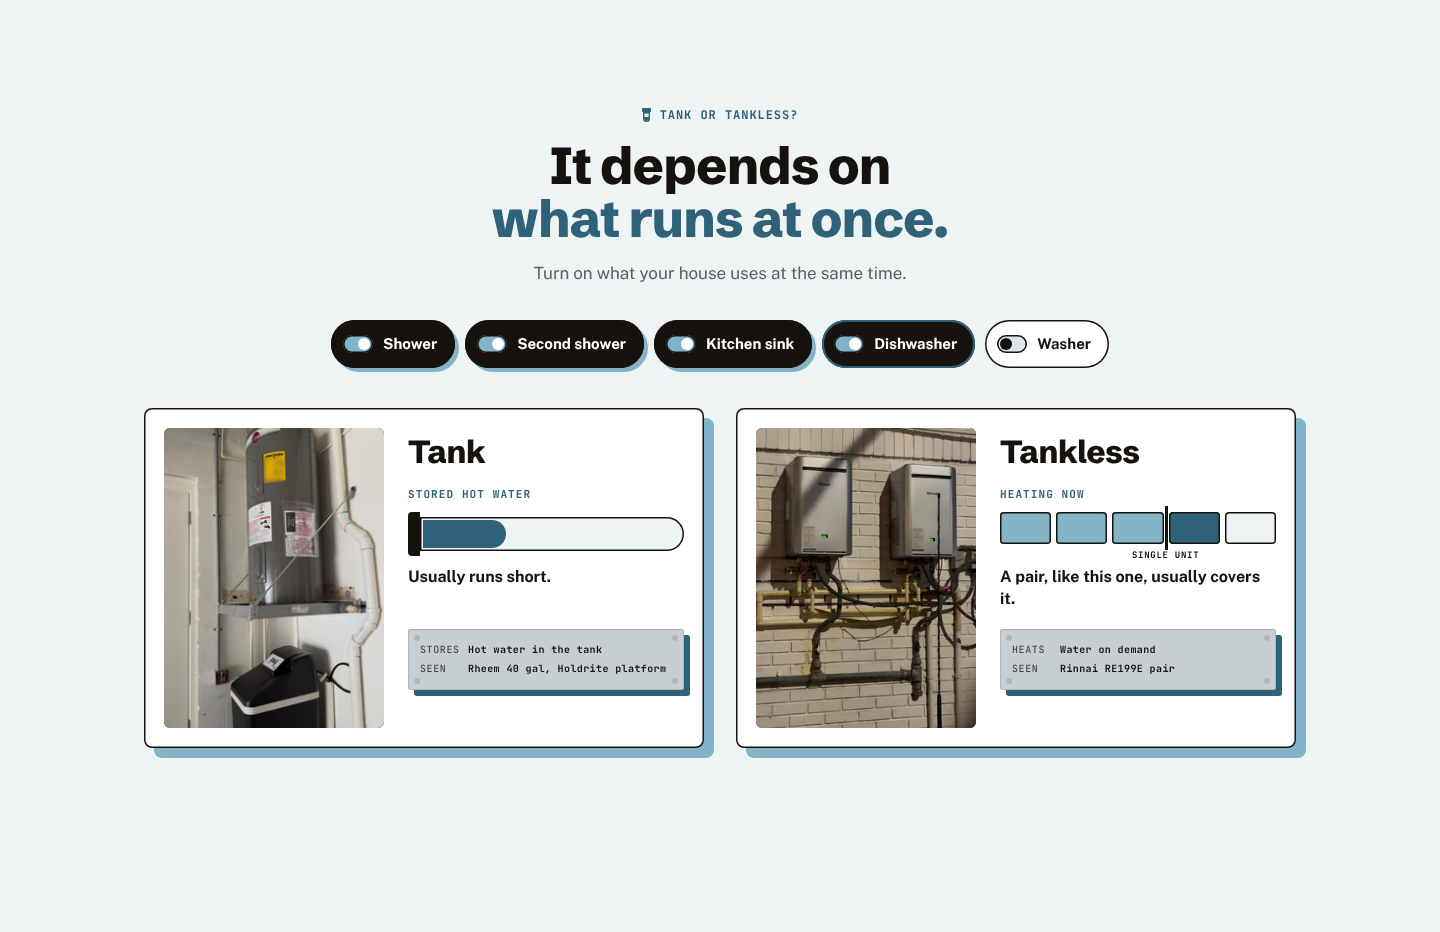 TANK OR TANKLESS?
It depends on
what runs at once.
Turn on what your house uses at the same time.
Shower
Second shower
Kitchen sink
Dishwasher
Washer
Tank
STORED HOT WATER
Usually runs short.
STORES Hot water in the tank
SEEN Rheem 40 gal, Holdrite platform
Tankless
HEATING NOW
SINGLE UNIT
A pair, like this one, usually covers
it.
HEATS Water on demand
SEEN Rinnai RE199E pair